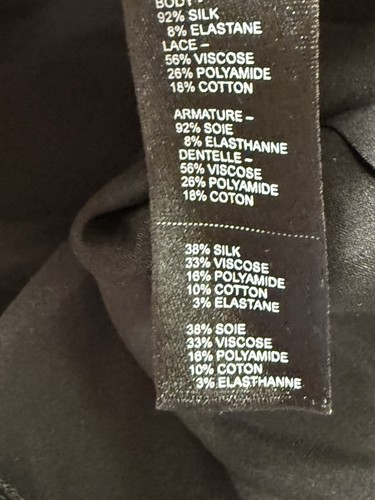 BODY -
92% SILK
8% ELASTANE
LACE -
56% VISCOSE
26% POLYAMIDE
18% COTTON
ARMATURE -
92% SOIE
8% ELASTHANNE
DENTELLE -
56% VISCOSE
26% POLYAMIDE
18% COTON
38% SILK
33% VISCOSE
16% POLYAMIDE
10% COTTON
3% ELASTANE
38% SOIE
33% VISCOSE
16% POLYAMIDE
10% COTON
3% ELASTHANNE